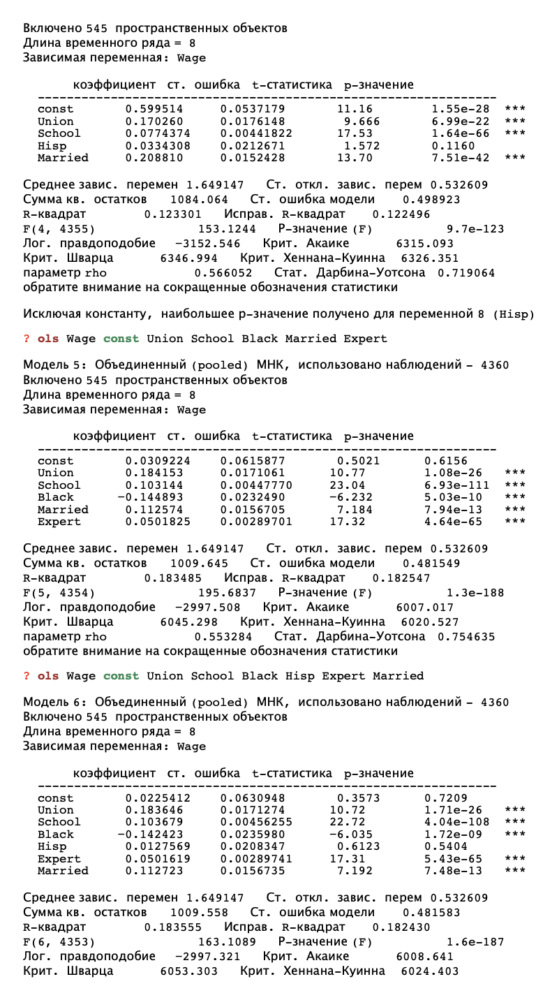 Включено 545 пространственных объектов
Длина временного ряда = 8
Зависимая переменная: Wage
коэффициент ст. ошибка t-статистика p-значение
---------------------------------------------------------------
const 0.599514 0.0537179 11.16 1.55e-28 ***
Union 0.170260 0.0176148 9.666 6.99e-22 ***
School 0.0774374 0.00441822 17.53 1.64e-66 ***
Hisp 0.0334308 0.0212671 1.572 0.1160
Married 0.208810 0.0152428 13.70 7.51e-42 ***
Среднее завис. перемен 1.649147 Ст. откл. завис. перем 0.532609
Сумма кв. остатков 1084.064 Ст. ошибка модели 0.498923
R-квадрат 0.123301 Исправ. R-квадрат 0.122496
F(4, 4355) 153.1244 Р-значение (F) 9.7e-123
Лог. правдоподобие −3152.546 Крит. Акаике 6315.093
Крит. Шварца 6346.994 Крит. Хеннана-Куинна 6326.351
параметр rho 0.566052 Стат. Дарбина-Уотсона 0.719064
обратите внимание на сокращенные обозначения статистики
Исключая константу, наибольшее р-значение получено для переменной 8 (Hisp)
? ols Wage const Union School Black Married Expert
Модель 5: Объединенный (pooled) МНК, использовано наблюдений - 4360
Включено 545 пространственных объектов
Длина временного ряда = 8
Зависимая переменная: Wage
коэффициент ст. ошибка t-статистика p-значение
---------------------------------------------------------------
const 0.0309224 0.0615877 0.5021 0.6156
Union 0.184153 0.0171061 10.77 1.08e-26 ***
School 0.103144 0.00447770 23.04 6.93e-111 ***
Black −0.144893 0.0232490 −6.232 5.03e-10 ***
Married 0.112574 0.0156705 7.184 7.94e-13 ***
Expert 0.0501825 0.00289701 17.32 4.64e-65 ***
Среднее завис. перемен 1.649147 Ст. откл. завис. перем 0.532609
Сумма кв. остатков 1009.645 Ст. ошибка модели 0.481549
R-квадрат 0.183485 Исправ. R-квадрат 0.182547
F(5, 4354) 195.6837 Р-значение (F) 1.3e-188
Лог. правдоподобие −2997.508 Крит. Акаике 6007.017
Крит. Шварца 6045.298 Крит. Хеннана-Куинна 6020.527
параметр rho 0.553284 Стат. Дарбина-Уотсона 0.754635
обратите внимание на сокращенные обозначения статистики
? ols Wage const Union School Black Hisp Expert Married
Модель 6: Объединенный (pooled) МНК, использовано наблюдений - 4360
Включено 545 пространственных объектов
Длина временного ряда = 8
Зависимая переменная: Wage
коэффициент ст. ошибка t-статистика p-значение
---------------------------------------------------------------
const 0.0225412 0.0630948 0.3573 0.7209
Union 0.183646 0.0171274 10.72 1.71e-26 ***
School 0.103679 0.00456255 22.72 4.04e-108 ***
Black −0.142423 0.0235980 −6.035 1.72e-09 ***
Hisp 0.0127569 0.0208347 0.6123 0.5404
Expert 0.0501619 0.00289741 17.31 5.43e-65 ***
Married 0.112723 0.0156735 7.192 7.48e-13 ***
Среднее завис. перемен 1.649147 Ст. откл. завис. перем 0.532609
Сумма кв. остатков 1009.558 Ст. ошибка модели 0.481583
R-квадрат 0.183555 Исправ. R-квадрат 0.182430
F(6, 4353) 163.1089 Р-значение (F) 1.6e-187
Лог. правдоподобие −2997.321 Крит. Акаике 6008.641
Крит. Шварца 6053.303 Крит. Хеннана-Куинна 6024.403